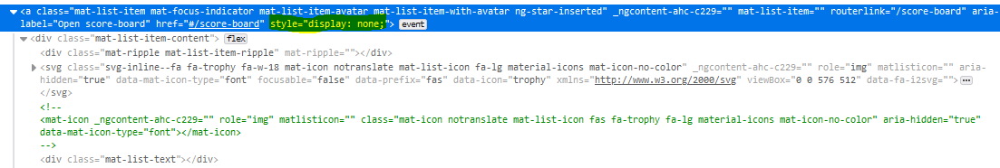 <a class="mat-list-item mat-focus-indicator mat-list-item-avatar mat-list-item-with-avatar ng-star-inserted" _ngcontent-ahc-c229="" mat-list-item="" routerlink="/score-board" aria-
label="Open score-board" href="#/score-board" style="display: none;"> event
<div class="mat-list-item-content"> flex
<div class="mat-ripple mat-list-item-ripple" mat-ripple=""></div>
<svg class="svg-inline--fa fa-trophy fa-w-18 mat-icon notranslate mat-list-icon fa-lg material-icons mat-icon-no-color" _ngcontent-ahc-c229="" role="img" matlisticon="" aria-
hidden="true" data-mat-icon-type="font" focusable="false" data-prefix="fas" data-icon="trophy" xmlns="http://www.w3.org/2000/svg" viewBox="0 0 576 512" data-fa-i2svg="">
</svg>
<!--
<mat-icon _ngcontent-ahc-c229="" role="img" matlisticon="" class="mat-icon notranslate mat-list-icon fas fa-trophy fa-lg material-icons mat-icon-no-color" aria-hidden="true"
data-mat-icon-type="font"></mat-icon>
-->
<div class="mat-list-text"></div>